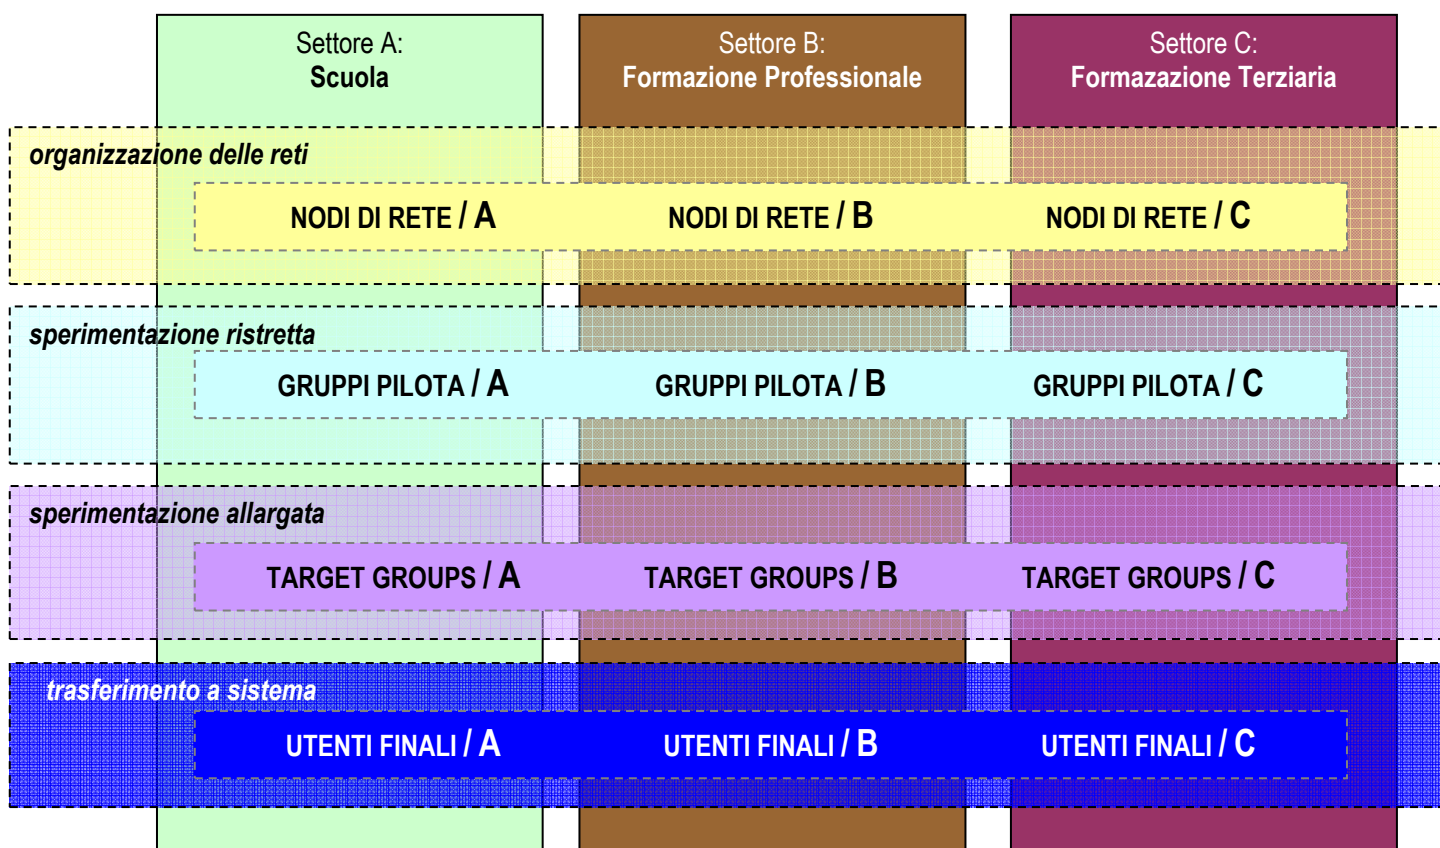 Settore A:
Scuola
Settore B:
Formazione Professionale
Settore C:
Formazazione Terziaria
organizzazione delle reti
NODI DI RETE / A
NODI DI RETE / B
NODI DI RETE / C
sperimentazione ristretta
GRUPPI PILOTA / A
GRUPPI PILOTA / B
GRUPPI PILOTA / C
sperimentazione allargata
TARGET GROUPS / A
TARGET GROUPS / B
TARGET GROUPS / C
trasferimento a sistema
UTENTI FINALI / A
UTENTI FINALI / B
UTENTI FINALI / C